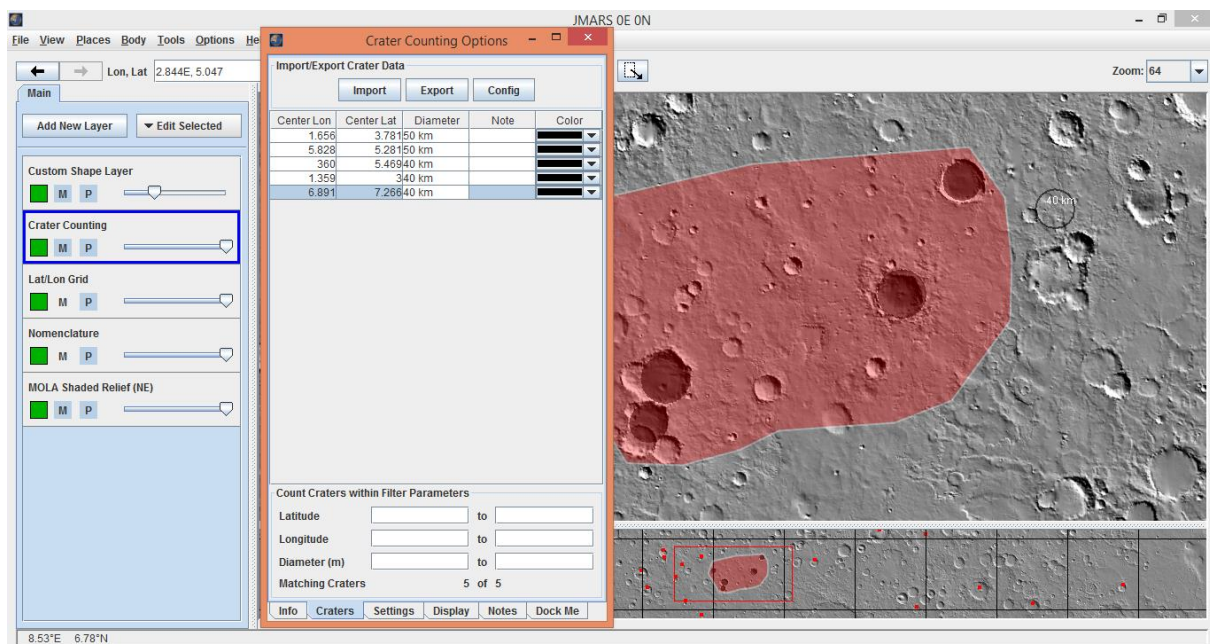 JMARS 0E 0N
File View Places Body Tools Options He
Lon, Lat 2.844E, 5.047
Zoom: 64
Main
Add New Layer Edit Selected
Custom Shape Layer
M P
Crater Counting
M P
Lat/Lon Grid
M P
Nomenclature
M P
MOLA Shaded Relief (NE)
M P
Crater Counting Options
Import/Export Crater Data
Import Export Config
Center Lon Center Lat Diameter Note Color
1.656 3.781 50 km
5.828 5.281 50 km
360 5.469 40 km
1.359 3 40 km
6.891 7.266 40 km
Count Craters within Filter Parameters
Latitude to
Longitude to
Diameter (m) to
Matching Craters 5 of 5
Info Craters Settings Display Notes Dock Me
40 km
8.53°E 6.78°N